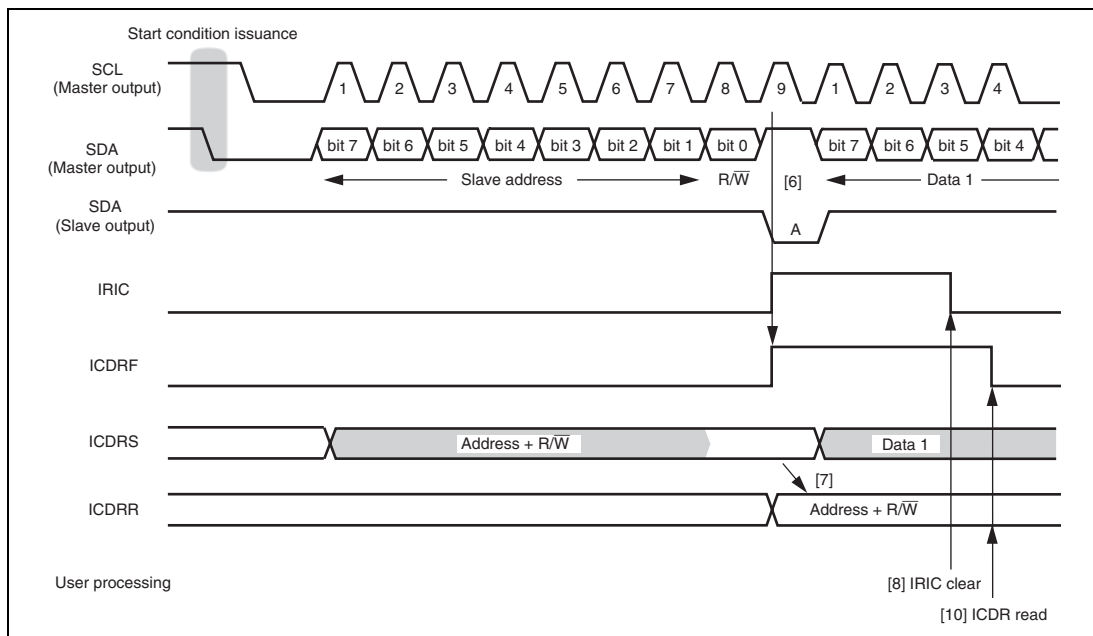 Start condition issuance
SCL
(Master output)
1 2 3 4 5 6 7 8 9 1 2 3 4
SDA
(Master output)
bit 7 bit 6 bit 5 bit 4 bit 3 bit 2 bit 1 bit 0 bit 7 bit 6 bit 5 bit 4
Slave address R/W̅ [6] Data 1
SDA
(Slave output)
A
IRIC
ICDRF
ICDRS
Address + R/W̅ Data 1
[7]
ICDRR
Address + R/W̅
User processing
[8] IRIC clear
[10] ICDR read